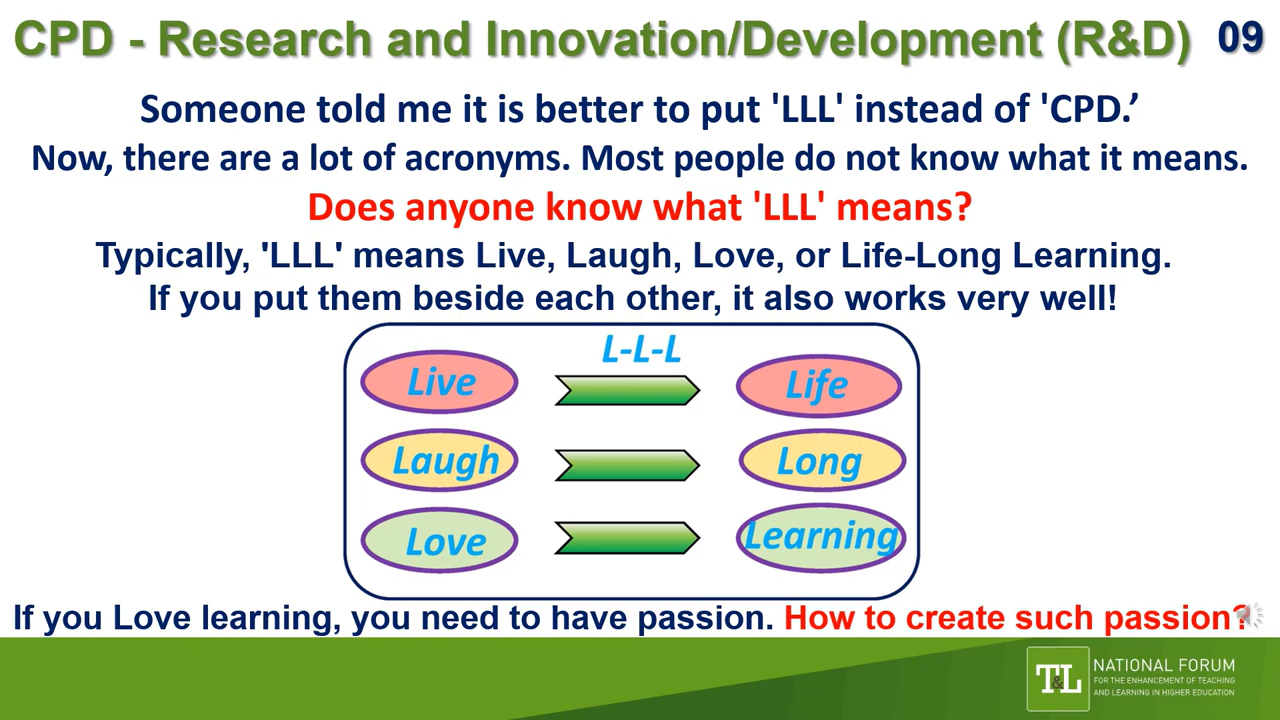 CPD - Research and Innovation/Development (R&D) 09
Someone told me it is better to put 'LLL' instead of 'CPD.’
Now, there are a lot of acronyms. Most people do not know what it means.
Does anyone know what 'LLL' means?
Typically, 'LLL' means Live, Laugh, Love, or Life-Long Learning.
If you put them beside each other, it also works very well!
L-L-L
Live Life
Laugh Long
Love Learning
If you Love learning, you need to have passion. How to create such passion?
T&L NATIONAL FORUM
FOR THE ENHANCEMENT OF TEACHING
AND LEARNING IN HIGHER EDUCATION